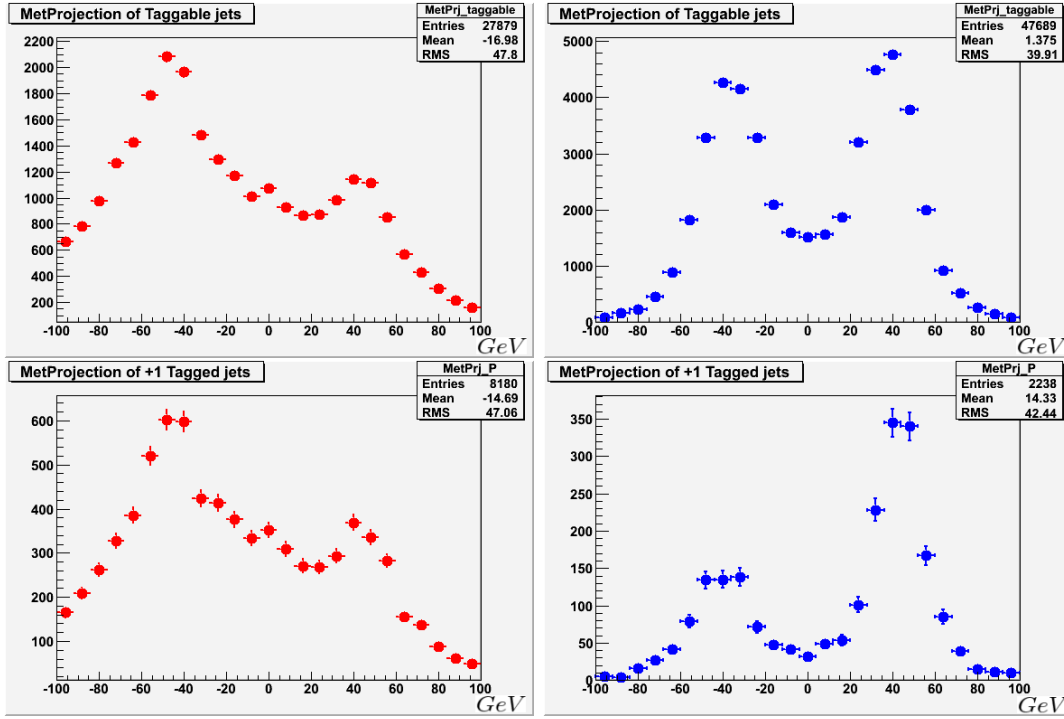 MetProjection of Taggable jets
MetPrj_taggable
Entries 27879
Mean -16.98
RMS 47.8
2200
2000
1800
1600
1400
1200
1000
800
600
400
200
-100 -80 -60 -40 -20 0 20 40 60 80 100
GeV
MetProjection of Taggable jets
MetPrj_taggable
Entries 47689
Mean 1.375
RMS 39.91
5000
4000
3000
2000
1000
0
-100 -80 -60 -40 -20 0 20 40 60 80 100
GeV
MetProjection of +1 Tagged jets
MetPrj_P
Entries 8180
Mean -14.69
RMS 47.06
600
500
400
300
200
100
-100 -80 -60 -40 -20 0 20 40 60 80 100
GeV
MetProjection of +1 Tagged jets
MetPrj_P
Entries 2238
Mean 14.33
RMS 42.44
350
300
250
200
150
100
50
0
-100 -80 -60 -40 -20 0 20 40 60 80 100
GeV